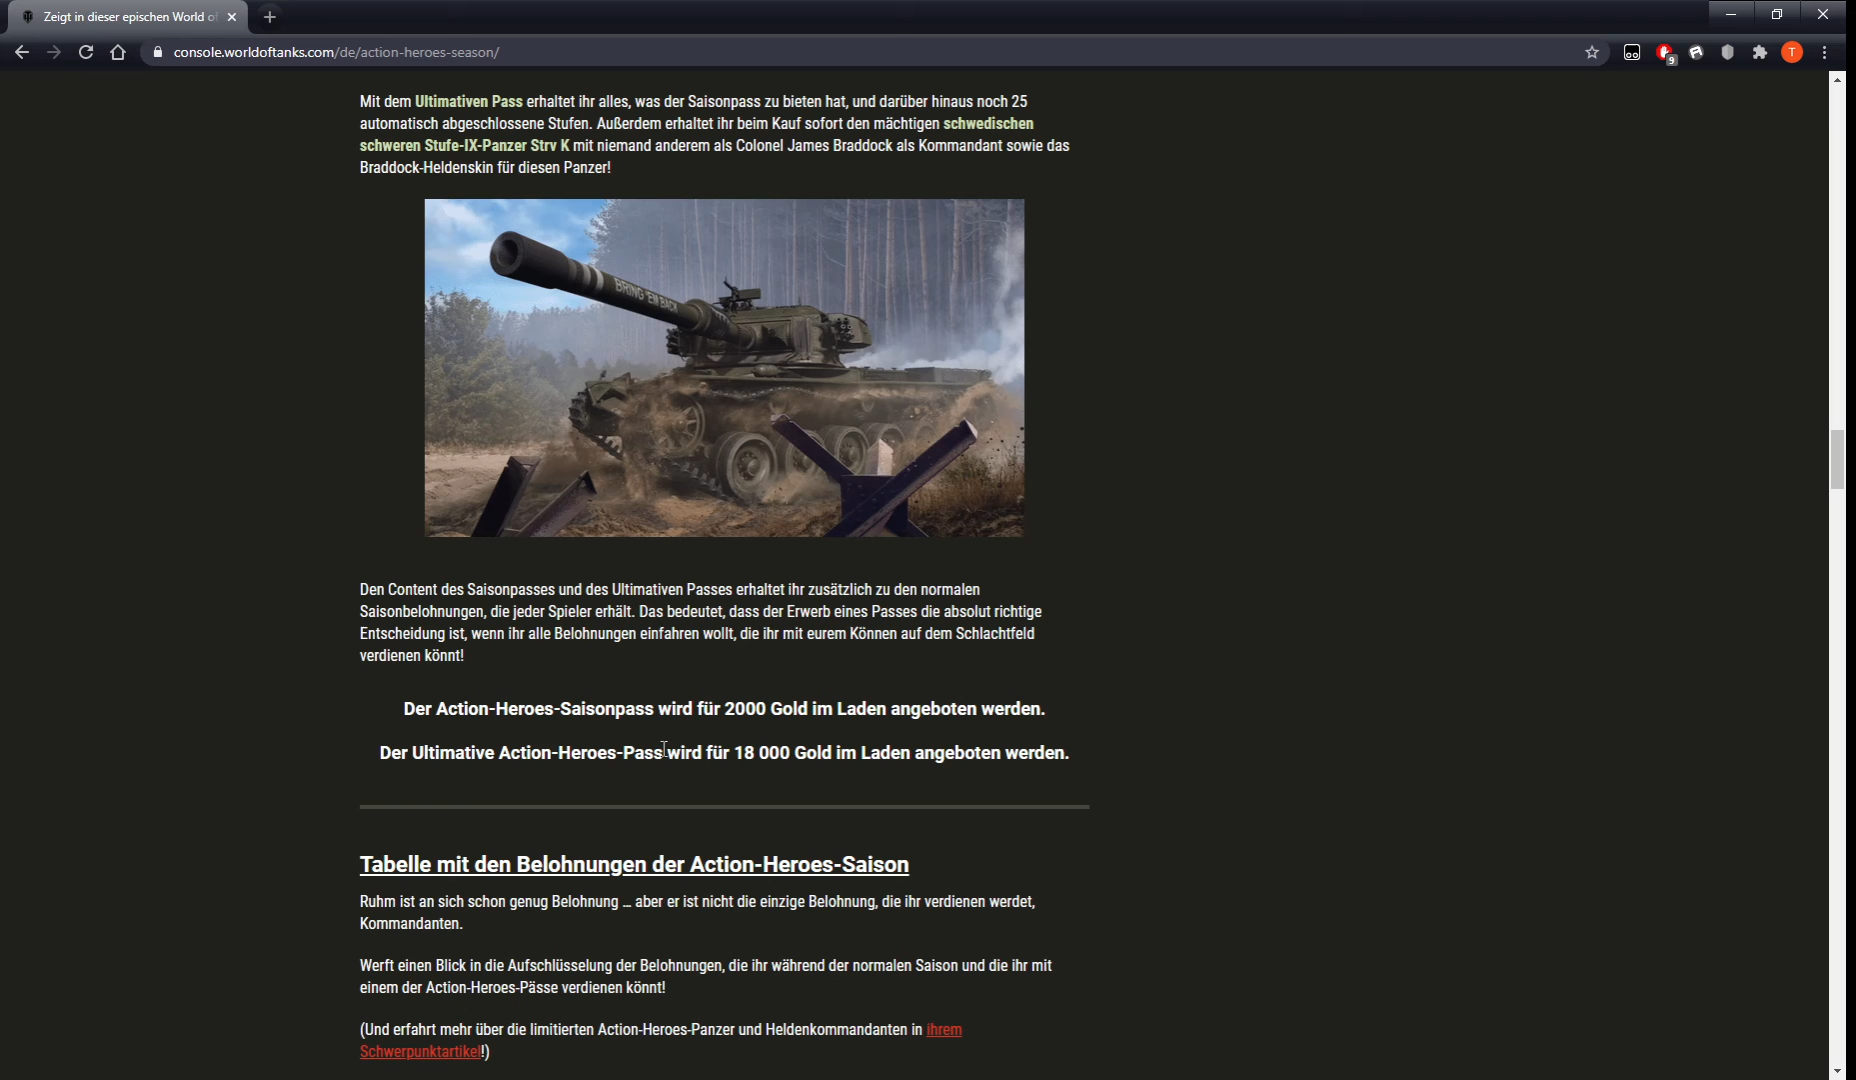 Zeigt in dieser epischen World of
console.worldoftanks.com/de/action-heroes-season/
9
T
Mit dem Ultimativen Pass erhaltet ihr alles, was der Saisonpass zu bieten hat, und darüber hinaus noch 25
automatisch abgeschlossene Stufen. Außerdem erhaltet ihr beim Kauf sofort den mächtigen schwedischen
schweren Stufe-IX-Panzer Strv K mit niemand anderem als Colonel James Braddock als Kommandant sowie das
Braddock-Heldenskin für diesen Panzer!
BRING 'EM BACK
Den Content des Saisonpasses und des Ultimativen Passes erhaltet ihr zusätzlich zu den normalen
Saisonbelohnungen, die jeder Spieler erhält. Das bedeutet, dass der Erwerb eines Passes die absolut richtige
Entscheidung ist, wenn ihr alle Belohnungen einfahren wollt, die ihr mit eurem Können auf dem Schlachtfeld
verdienen könnt!
Der Action-Heroes-Saisonpass wird für 2000 Gold im Laden angeboten werden.
Der Ultimative Action-Heroes-Pass wird für 18 000 Gold im Laden angeboten werden.
Tabelle mit den Belohnungen der Action-Heroes-Saison
Ruhm ist an sich schon genug Belohnung ... aber er ist nicht die einzige Belohnung, die ihr verdienen werdet,
Kommandanten.
Werft einen Blick in die Aufschlüsselung der Belohnungen, die ihr während der normalen Saison und die ihr mit
einem der Action-Heroes-Pässe verdienen könnt!
(Und erfahrt mehr über die limitierten Action-Heroes-Panzer und Heldenkommandanten in ihrem
Schwerpunktartikel!)